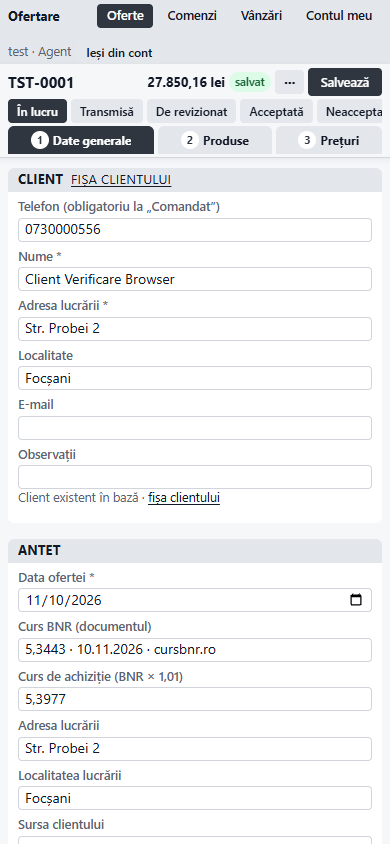 Ofertare Oferte Comenzi Vânzări Contul meu
test · Agent Ieși din cont
TST-0001 27.850,16 lei salvat ··· Salvează
În lucru Transmisă De revizionat Acceptată Neaccepta
1 Date generale 2 Produse 3 Prețuri
CLIENT FIȘA CLIENTULUI
Telefon (obligatoriu la „Comandat”)
0730000556
Nume *
Client Verificare Browser
Adresa lucrării *
Str. Probei 2
Localitate
Focșani
E-mail
Observații
Client existent în bază · fișa clientului
ANTET
Data ofertei *
11/10/2026
Curs BNR (documentul)
5,3443 · 10.11.2026 · cursbnr.ro
Curs de achiziție (BNR × 1,01)
5,3977
Adresa lucrării
Str. Probei 2
Localitatea lucrării
Focșani
Sursa clientului